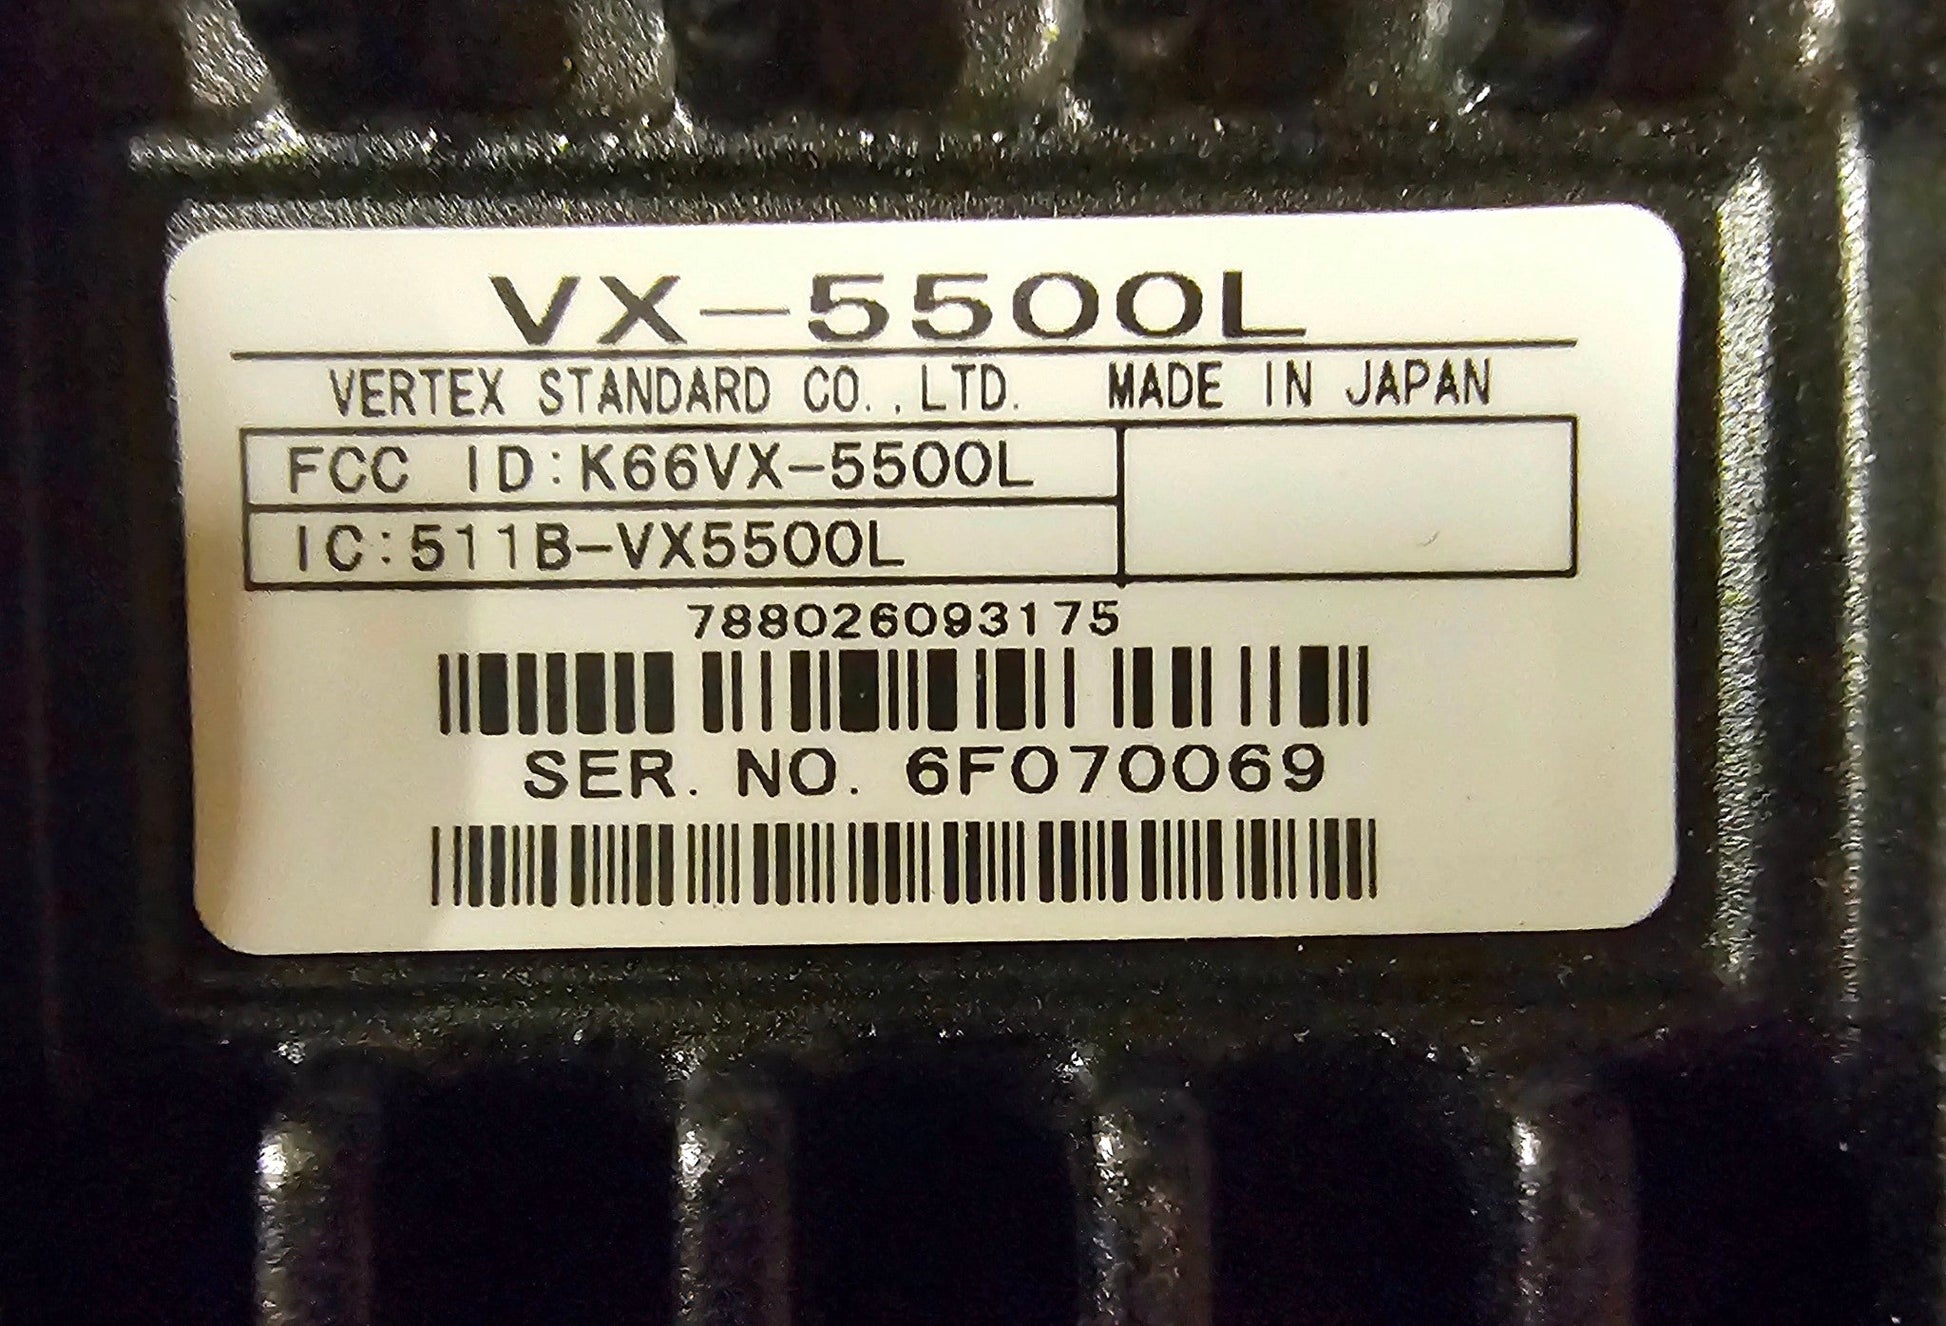 VX-5500L
VERTEX STANDARD CO.,LTD. MADE IN JAPAN
FCC ID:K66VX-5500L
IC:511B-VX5500L
788026093175
SER. NO. 6F070069